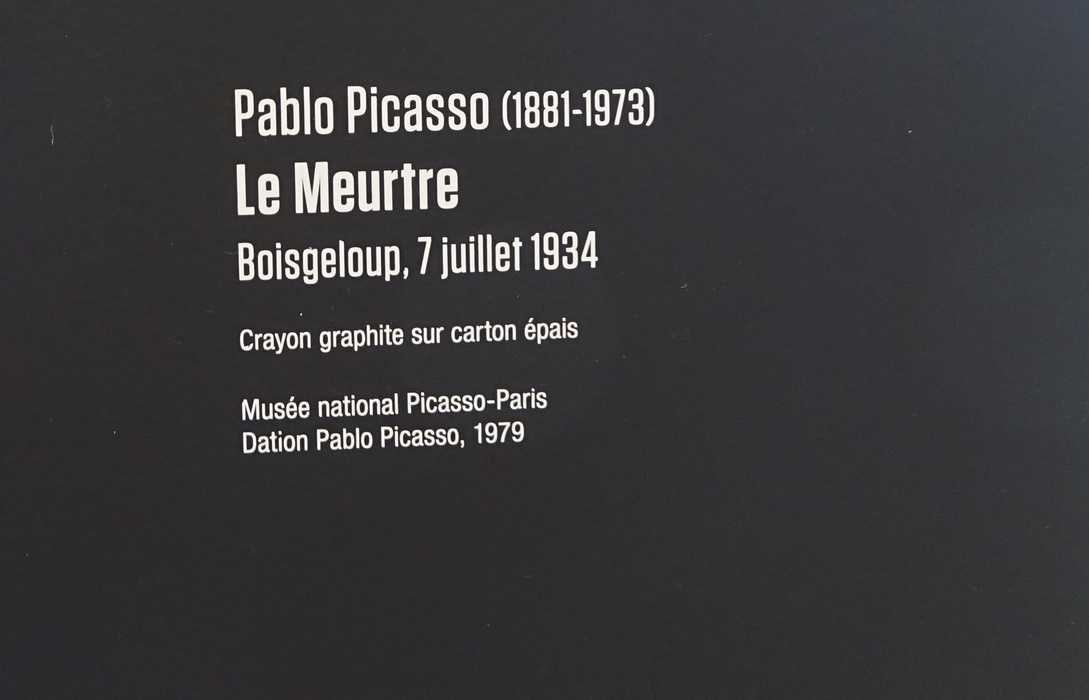 Pablo Picasso (1881-1973)
Le Meurtre
Boisgeloup, 7 juillet 1934
Crayon graphite sur carton épais
Musée national Picasso-Paris
Dation Pablo Picasso, 1979